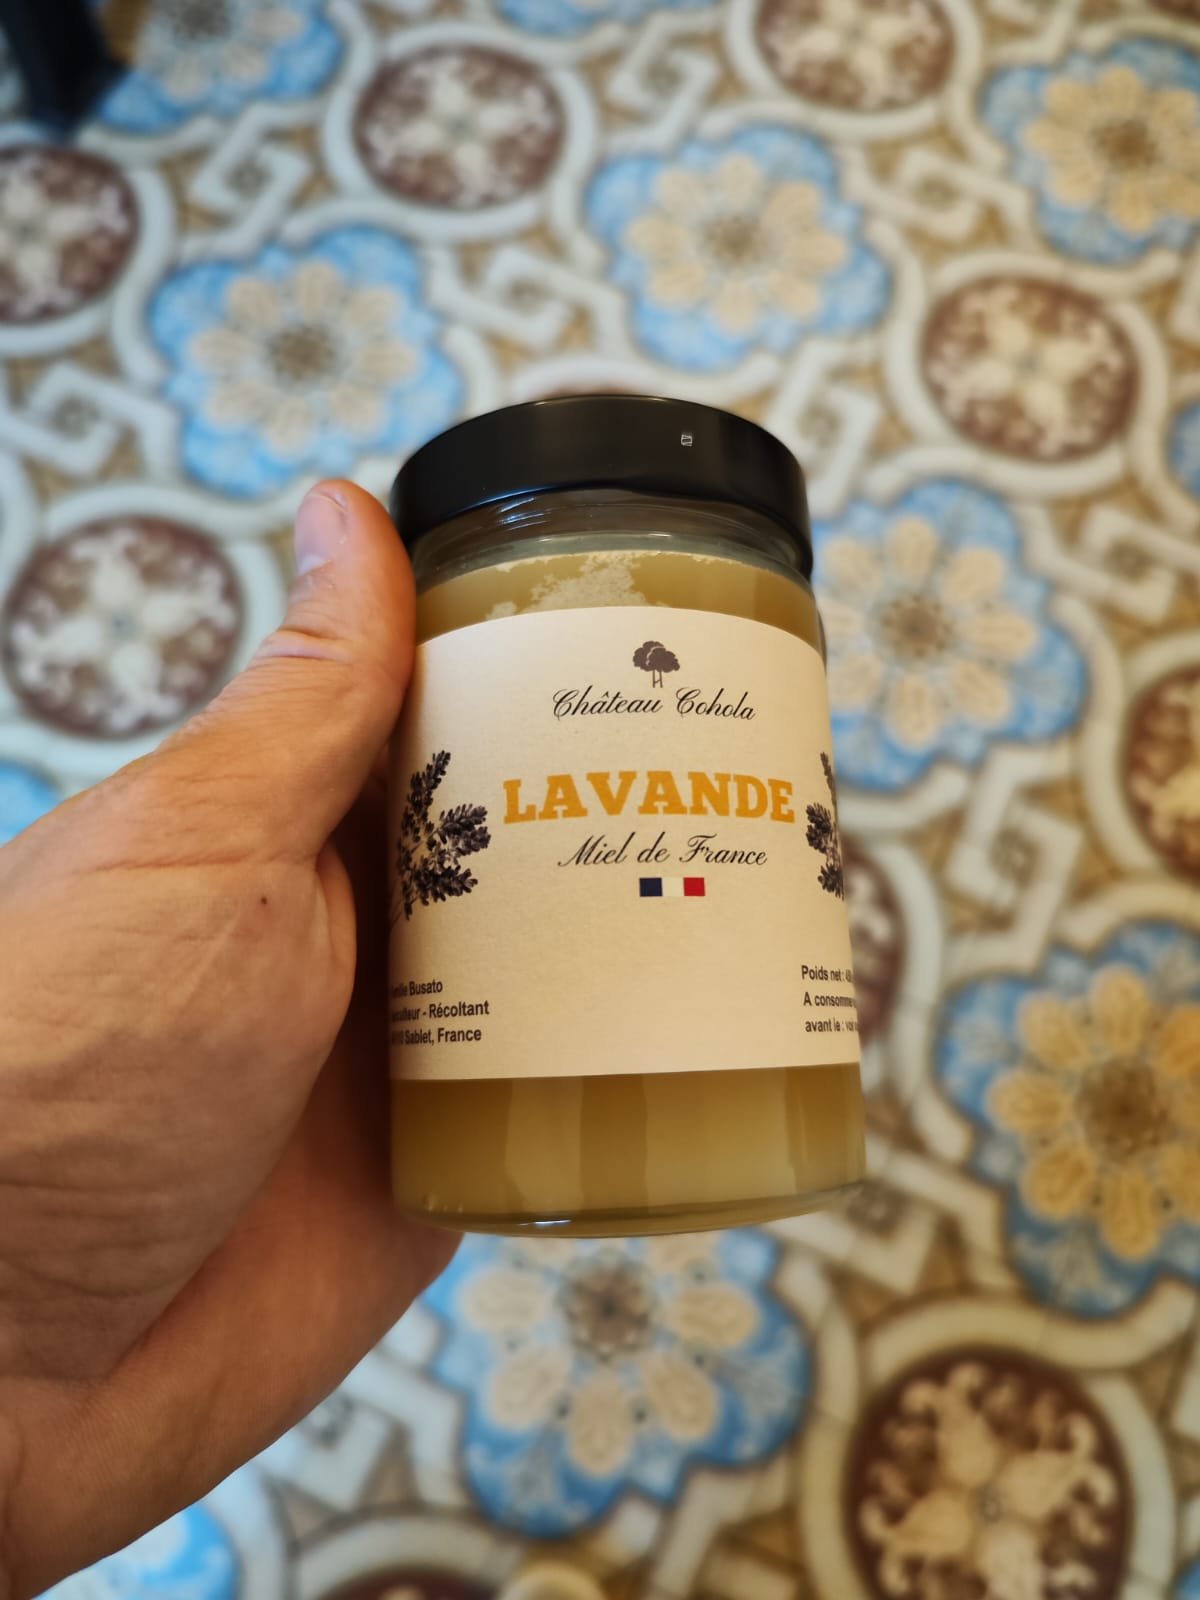 Château Cohola
LAVANDE
Miel de France
Busato
- Récoltant
Sablet, France
Poids net :
A consommer
avant le :